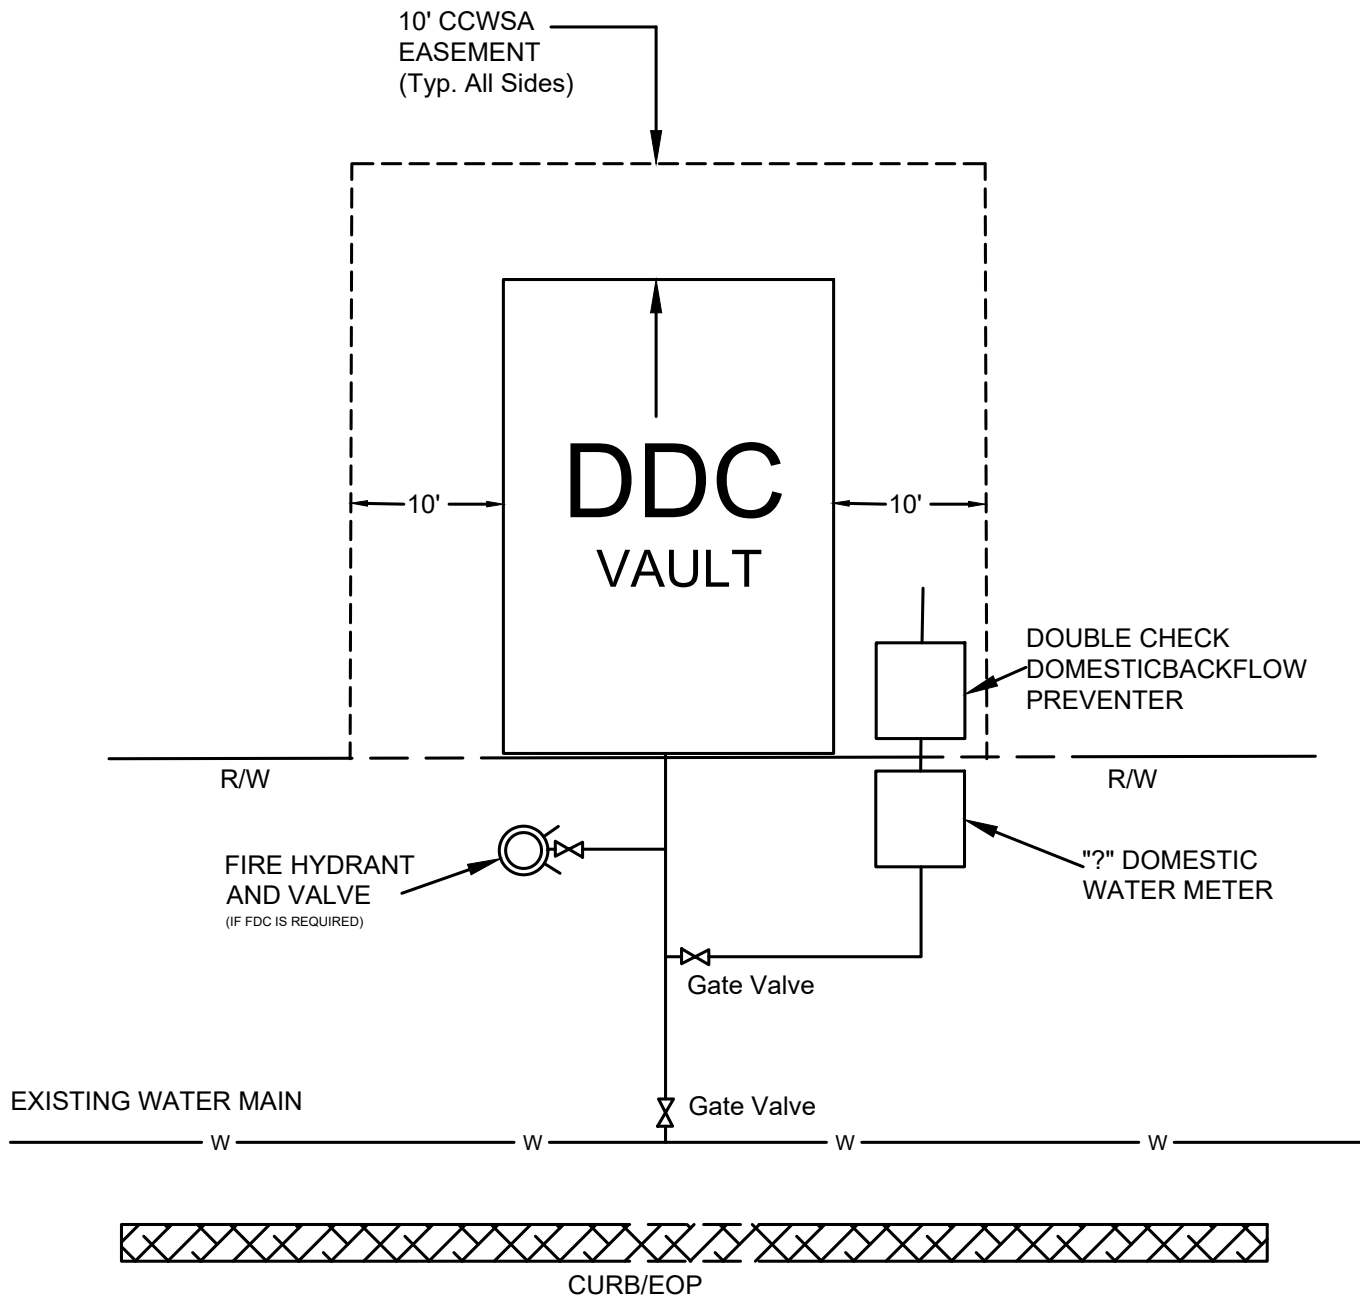 10' CCWSA
EASEMENT
(Typ. All Sides)
10'
10'
DDC
VAULT
DOUBLE CHECK
DOMESTICBACKFLOW
PREVENTER
R/W
R/W
FIRE HYDRANT
AND VALVE
(IF FDC IS REQUIRED)
"?" DOMESTIC
WATER METER
Gate Valve
EXISTING WATER MAIN
Gate Valve
W W W W
CURB/EOP